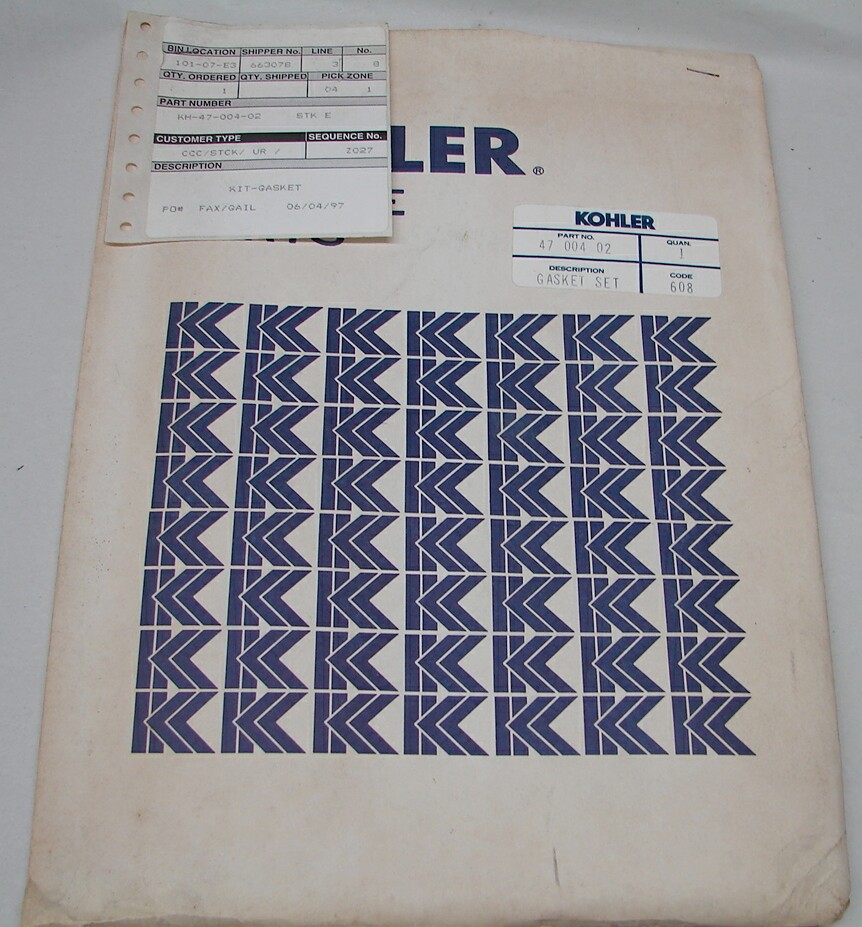 BIN LOCATION SHIPPER No. LINE No.
101-07-E3 663078 3 8
QTY. ORDERED QTY. SHIPPED PICK ZONE
1 04 1
PART NUMBER
KH-47-004-02 STK E
CUSTOMER TYPE SEQUENCE No.
CCC/STCK/ UR / Z027
DESCRIPTION
KIT-GASKET
PO# FAX/GAIL 06/04/97
LER®
E
KOHLER
PART NO. QUAN.
47 004 02 1
DESCRIPTION CODE
GASKET SET 608